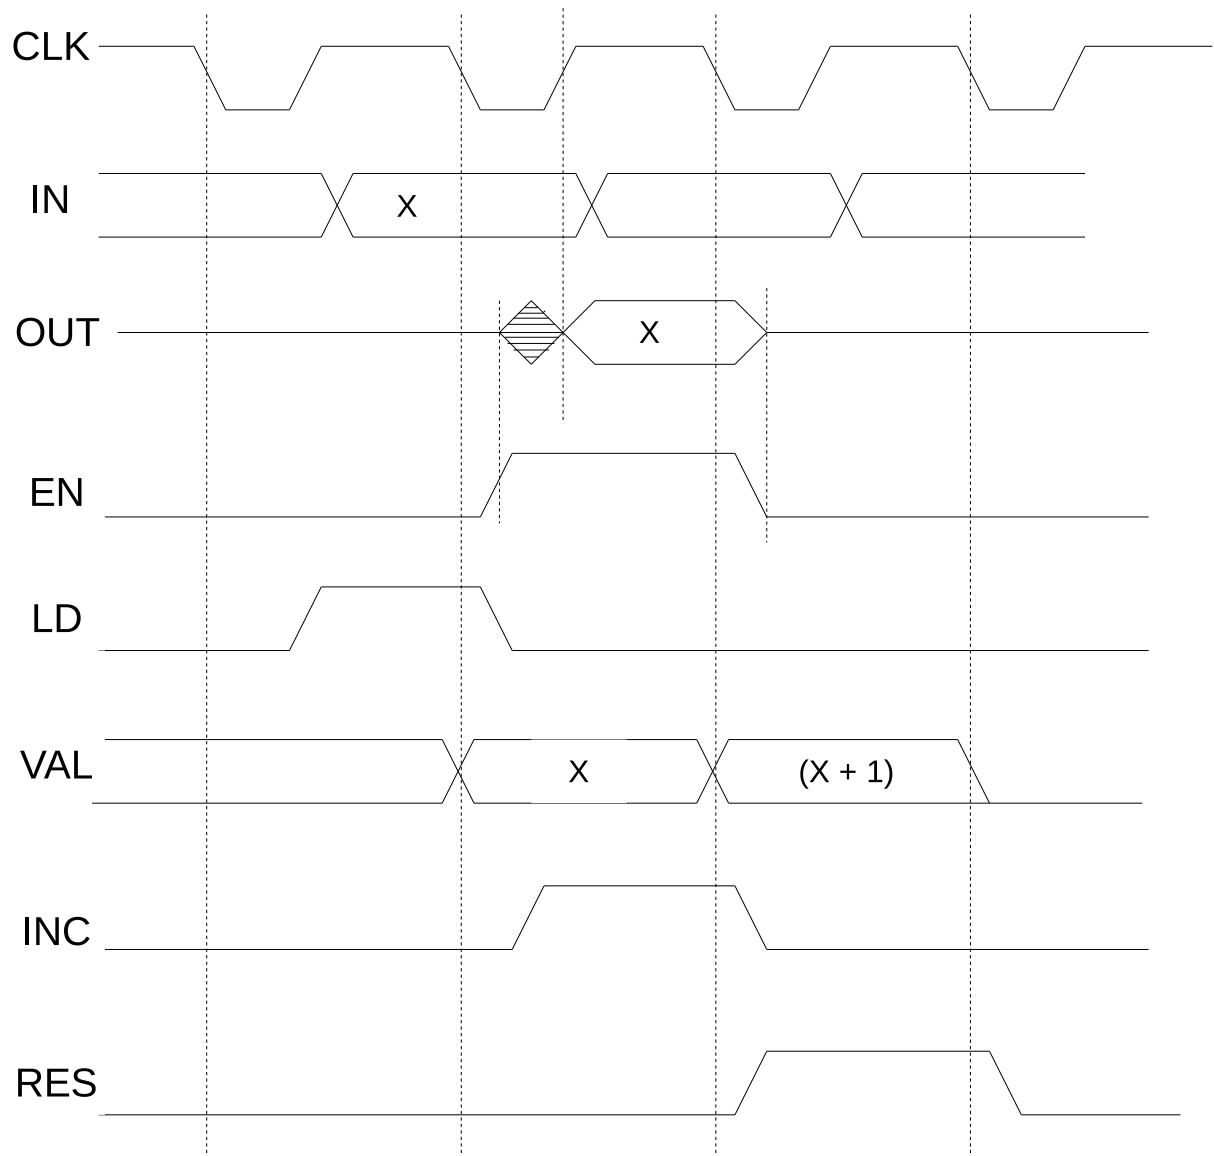 CLK
IN
X
OUT
X
EN
LD
VAL
X
(X + 1)
INC
RES